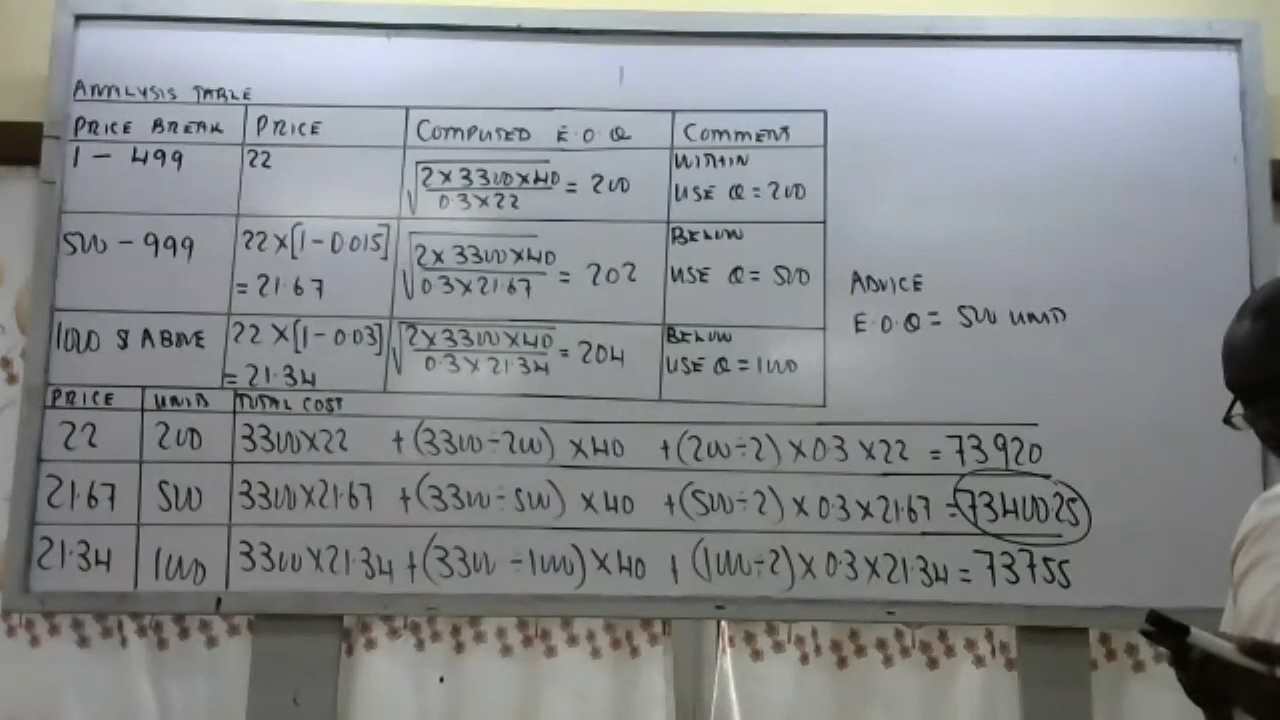 ANALYSIS TABLE
PRICE BREAK PRICE COMPUTED E.O.Q COMMENT
1 - 499 22 √(2 × 3300 × 40 / 0.3 × 22) = 200 WITHIN USE Q = 200
500 - 999 22 × [1 - 0.015] = 21.67 √(2 × 3300 × 40 / 0.3 × 21.67) = 202 BELOW USE Q = 500
1000 & ABOVE 22 × [1 - 0.03] = 21.34 √(2 × 3300 × 40 / 0.3 × 21.34) = 204 BELOW USE Q = 1000
ADVICE
E.O.Q = 500 UNITS
PRICE UNITS TOTAL COST
22 200 3300 × 22 + (3300 ÷ 200) × 40 + (200 ÷ 2) × 0.3 × 22 = 73920
21.67 500 3300 × 21.67 + (3300 ÷ 500) × 40 + (500 ÷ 2) × 0.3 × 21.67 = 73400.25
21.34 1000 3300 × 21.34 + (3300 ÷ 1000) × 40 + (1000 ÷ 2) × 0.3 × 21.34 = 73755